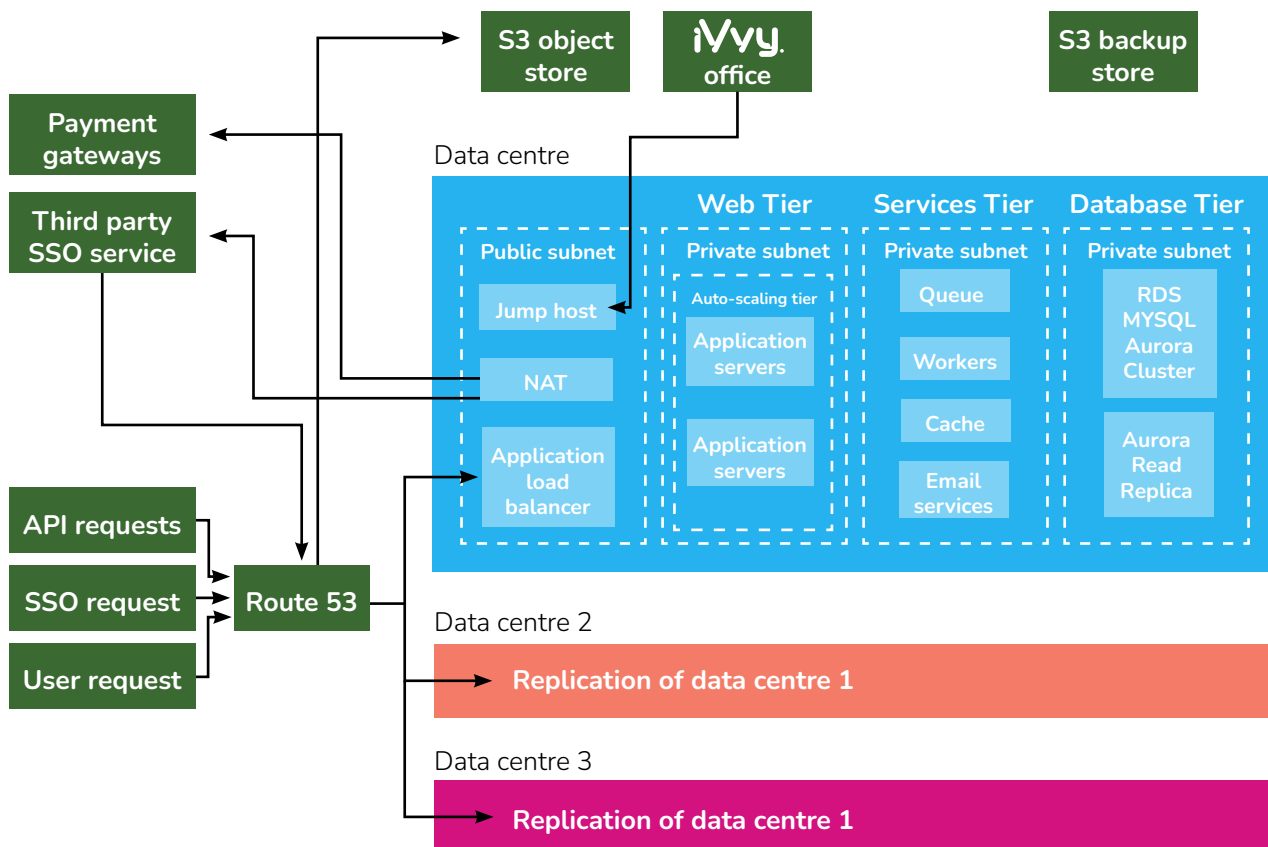 S3 object
store
iVvy.
office
S3 backup
store
Payment
gateways
Third party
SSO service
API requests
SSO request
User request
Route 53
Data centre
Public subnet
Jump host
NAT
Application
load
balancer
Web Tier
Private subnet
Auto-scaling tier
Application
servers
Application
servers
Services Tier
Private subnet
Queue
Workers
Cache
Email
services
Database Tier
Private subnet
RDS
MYSQL
Aurora
Cluster
Aurora
Read
Replica
Data centre 2
Replication of data centre 1
Data centre 3
Replication of data centre 1